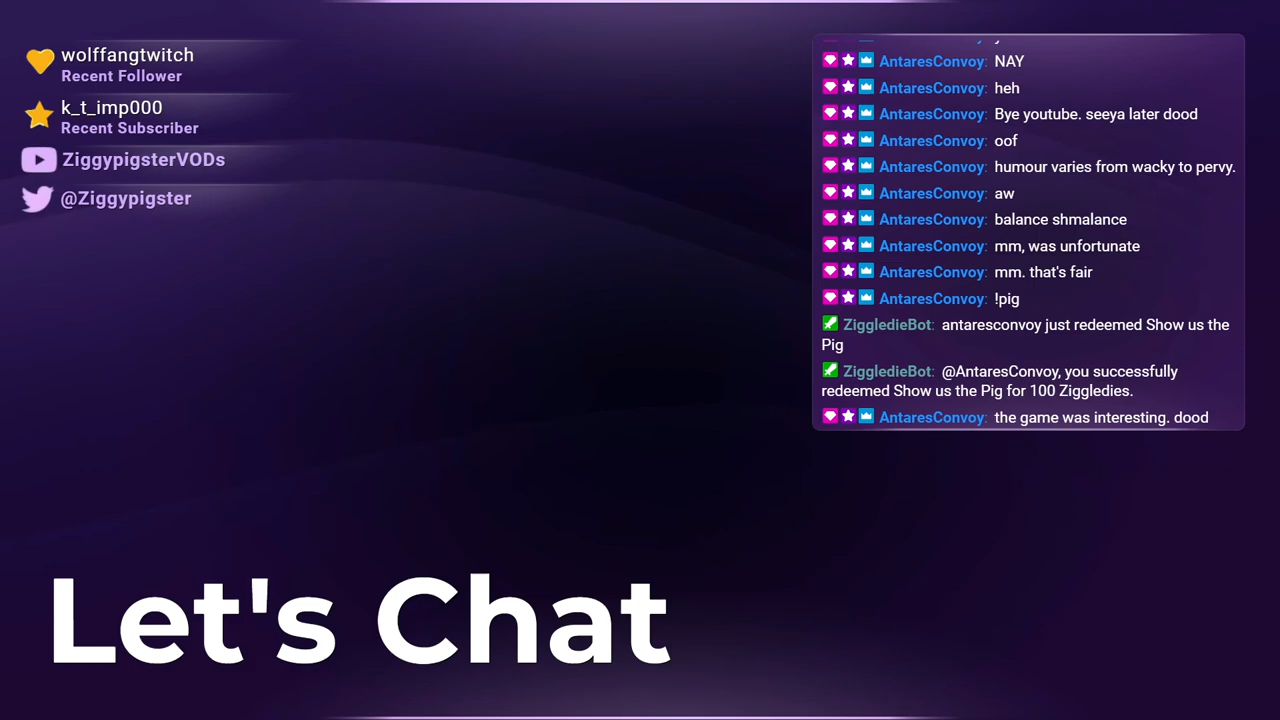 wolffangtwitch
Recent Follower
k_t_imp000
Recent Subscriber
ZiggypigsterVODs
@Ziggypigster
AntaresConvoy: NAY
AntaresConvoy: heh
AntaresConvoy: Bye youtube. seeya later dood
AntaresConvoy: oof
AntaresConvoy: humour varies from wacky to pervy.
AntaresConvoy: aw
AntaresConvoy: balance shmalance
AntaresConvoy: mm, was unfortunate
AntaresConvoy: mm. that's fair
AntaresConvoy: !pig
ZiggledieBot: antaresconvoy just redeemed Show us the
Pig
ZiggledieBot: @AntaresConvoy, you successfully
redeemed Show us the Pig for 100 Ziggledies.
AntaresConvoy: the game was interesting. dood
Let's Chat